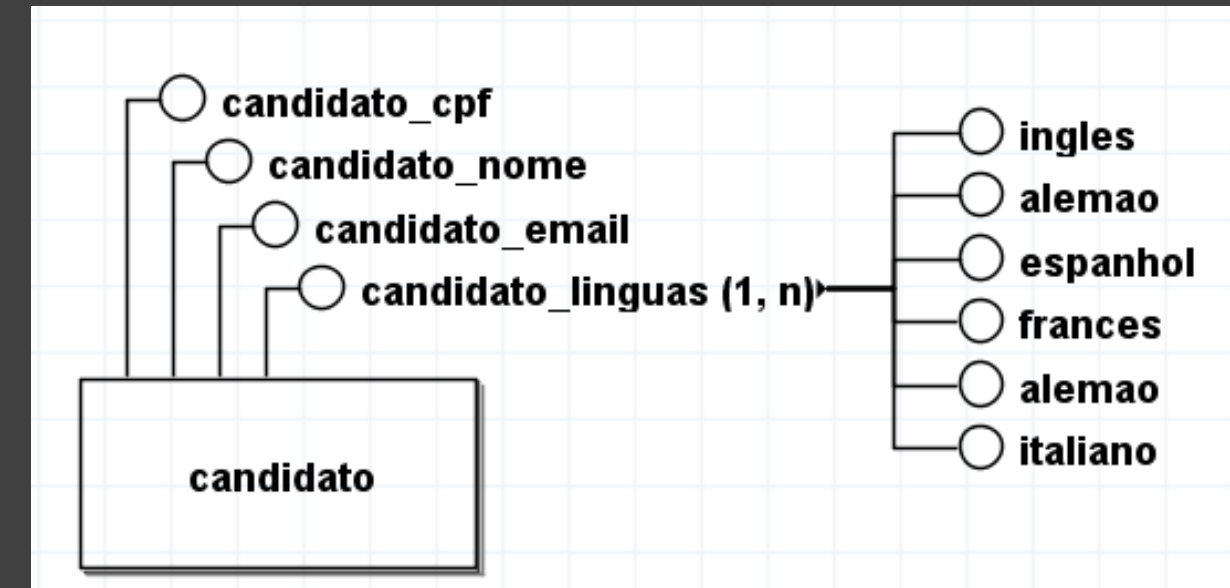 candidato_cpf
candidato_nome
candidato_email
candidato_linguas (1, n)
ingles
alemao
espanhol
frances
alemao
italiano
candidato